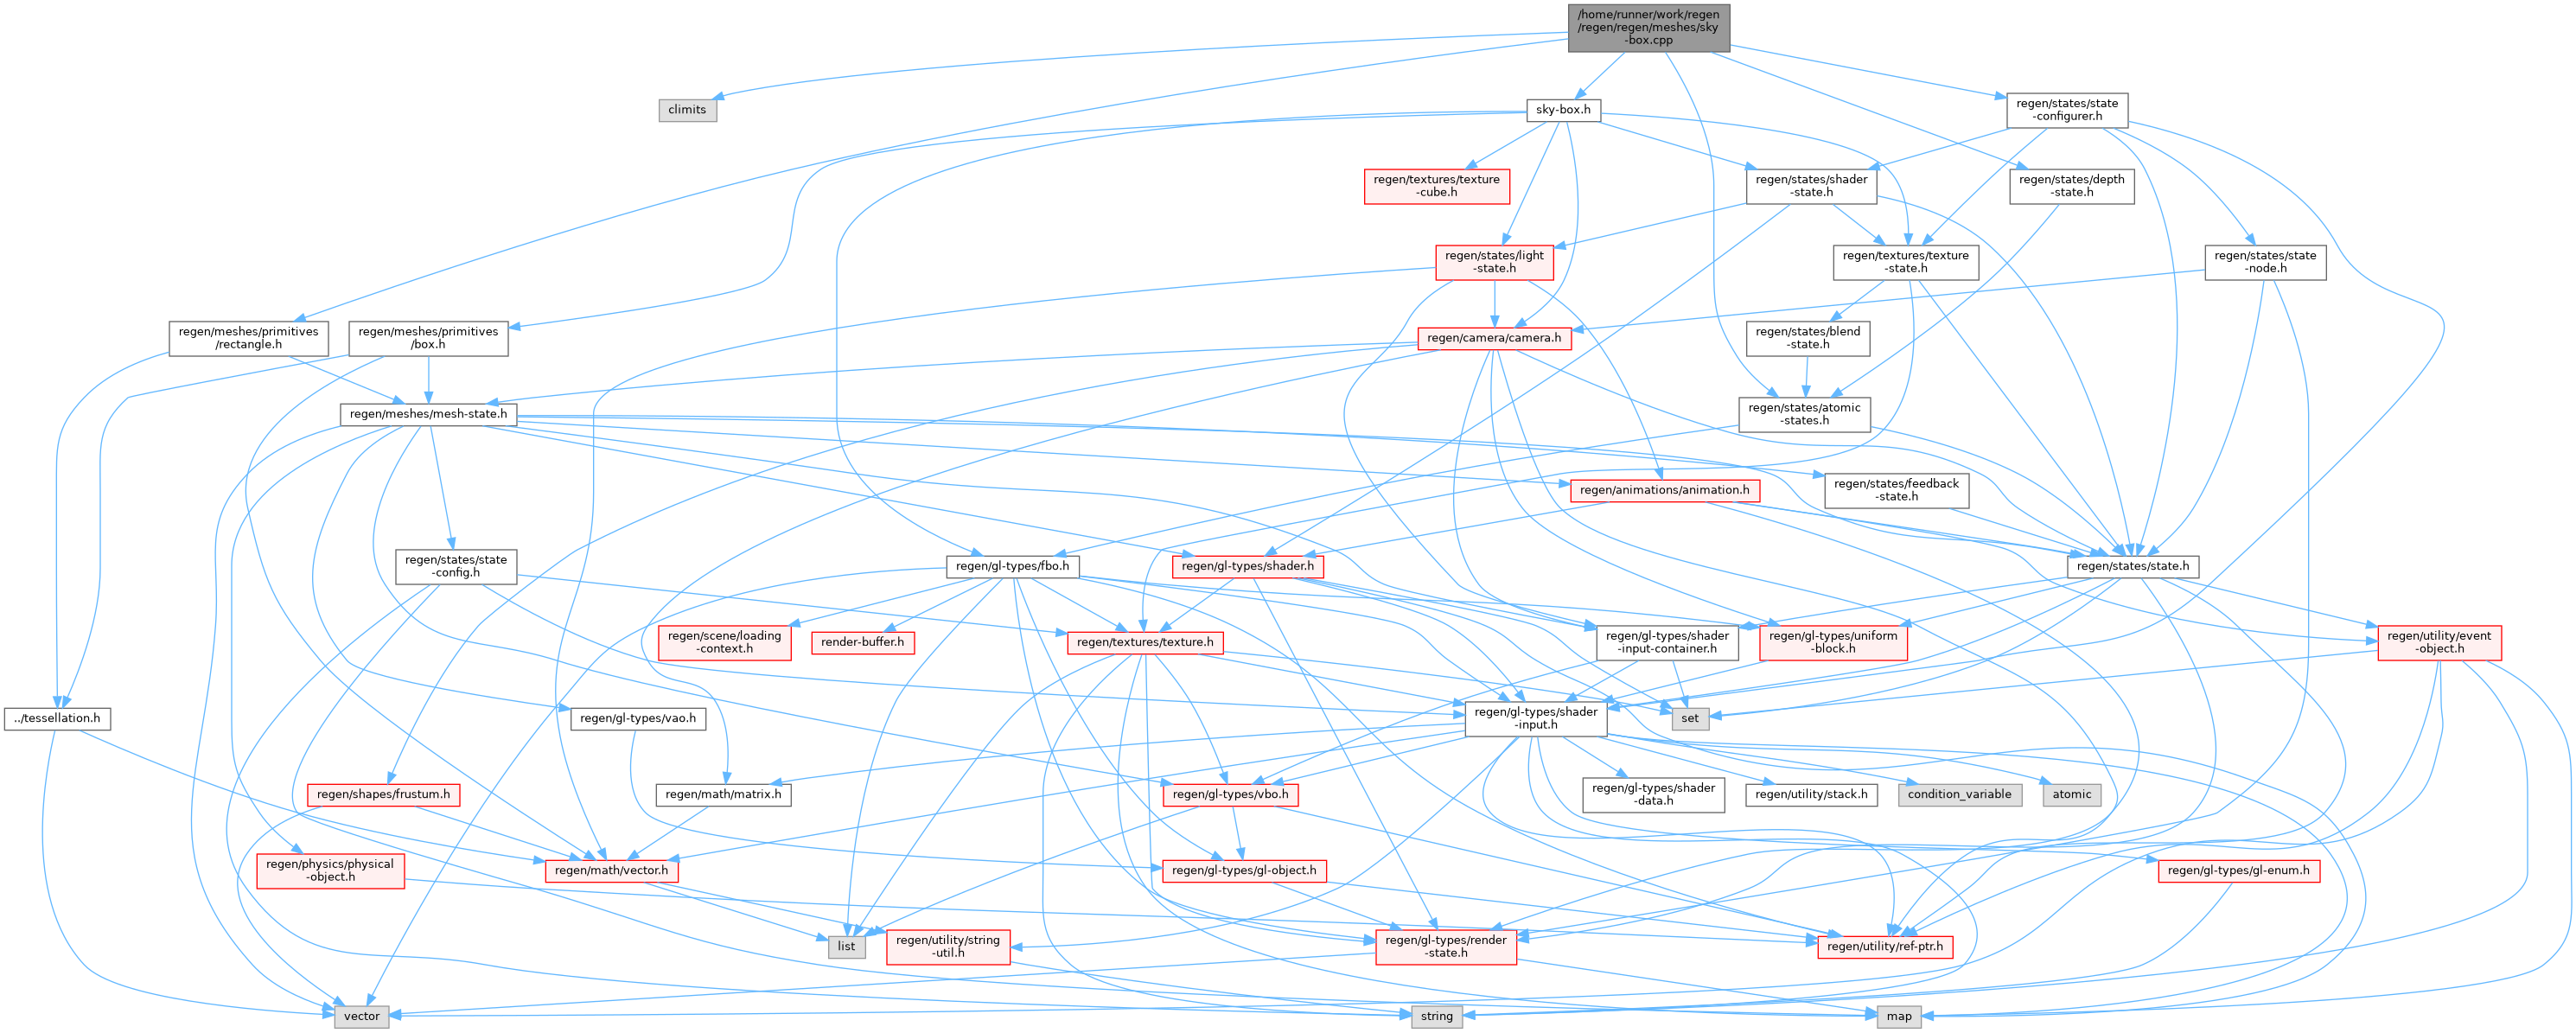 /home/runner/work/regen
/regen/regen/meshes/sky
-box.cpp
climits
sky-box.h
regen/states/state
-configurer.h
regen/textures/texture
-cube.h
regen/states/shader
-state.h
regen/states/depth
-state.h
regen/states/light
-state.h
regen/textures/texture
-state.h
regen/states/state
-node.h
regen/meshes/primitives
/rectangle.h
regen/meshes/primitives
/box.h
regen/camera/camera.h
regen/states/blend
-state.h
regen/meshes/mesh-state.h
regen/states/atomic
-states.h
regen/animations/animation.h
regen/states/feedback
-state.h
regen/states/state
-config.h
regen/gl-types/fbo.h
regen/gl-types/shader.h
regen/states/state.h
regen/scene/loading
-context.h
render-buffer.h
regen/textures/texture.h
regen/gl-types/shader
-input-container.h
regen/gl-types/uniform
-block.h
regen/utility/event
-object.h
../tessellation.h
regen/gl-types/vao.h
regen/gl-types/shader
-input.h
set
regen/shapes/frustum.h
regen/math/matrix.h
regen/gl-types/vbo.h
regen/gl-types/shader
-data.h
regen/utility/stack.h
condition_variable
atomic
regen/physics/physical
-object.h
regen/math/vector.h
regen/gl-types/gl-object.h
regen/gl-types/gl-enum.h
list
regen/utility/string
-util.h
regen/gl-types/render
-state.h
regen/utility/ref-ptr.h
vector
string
map